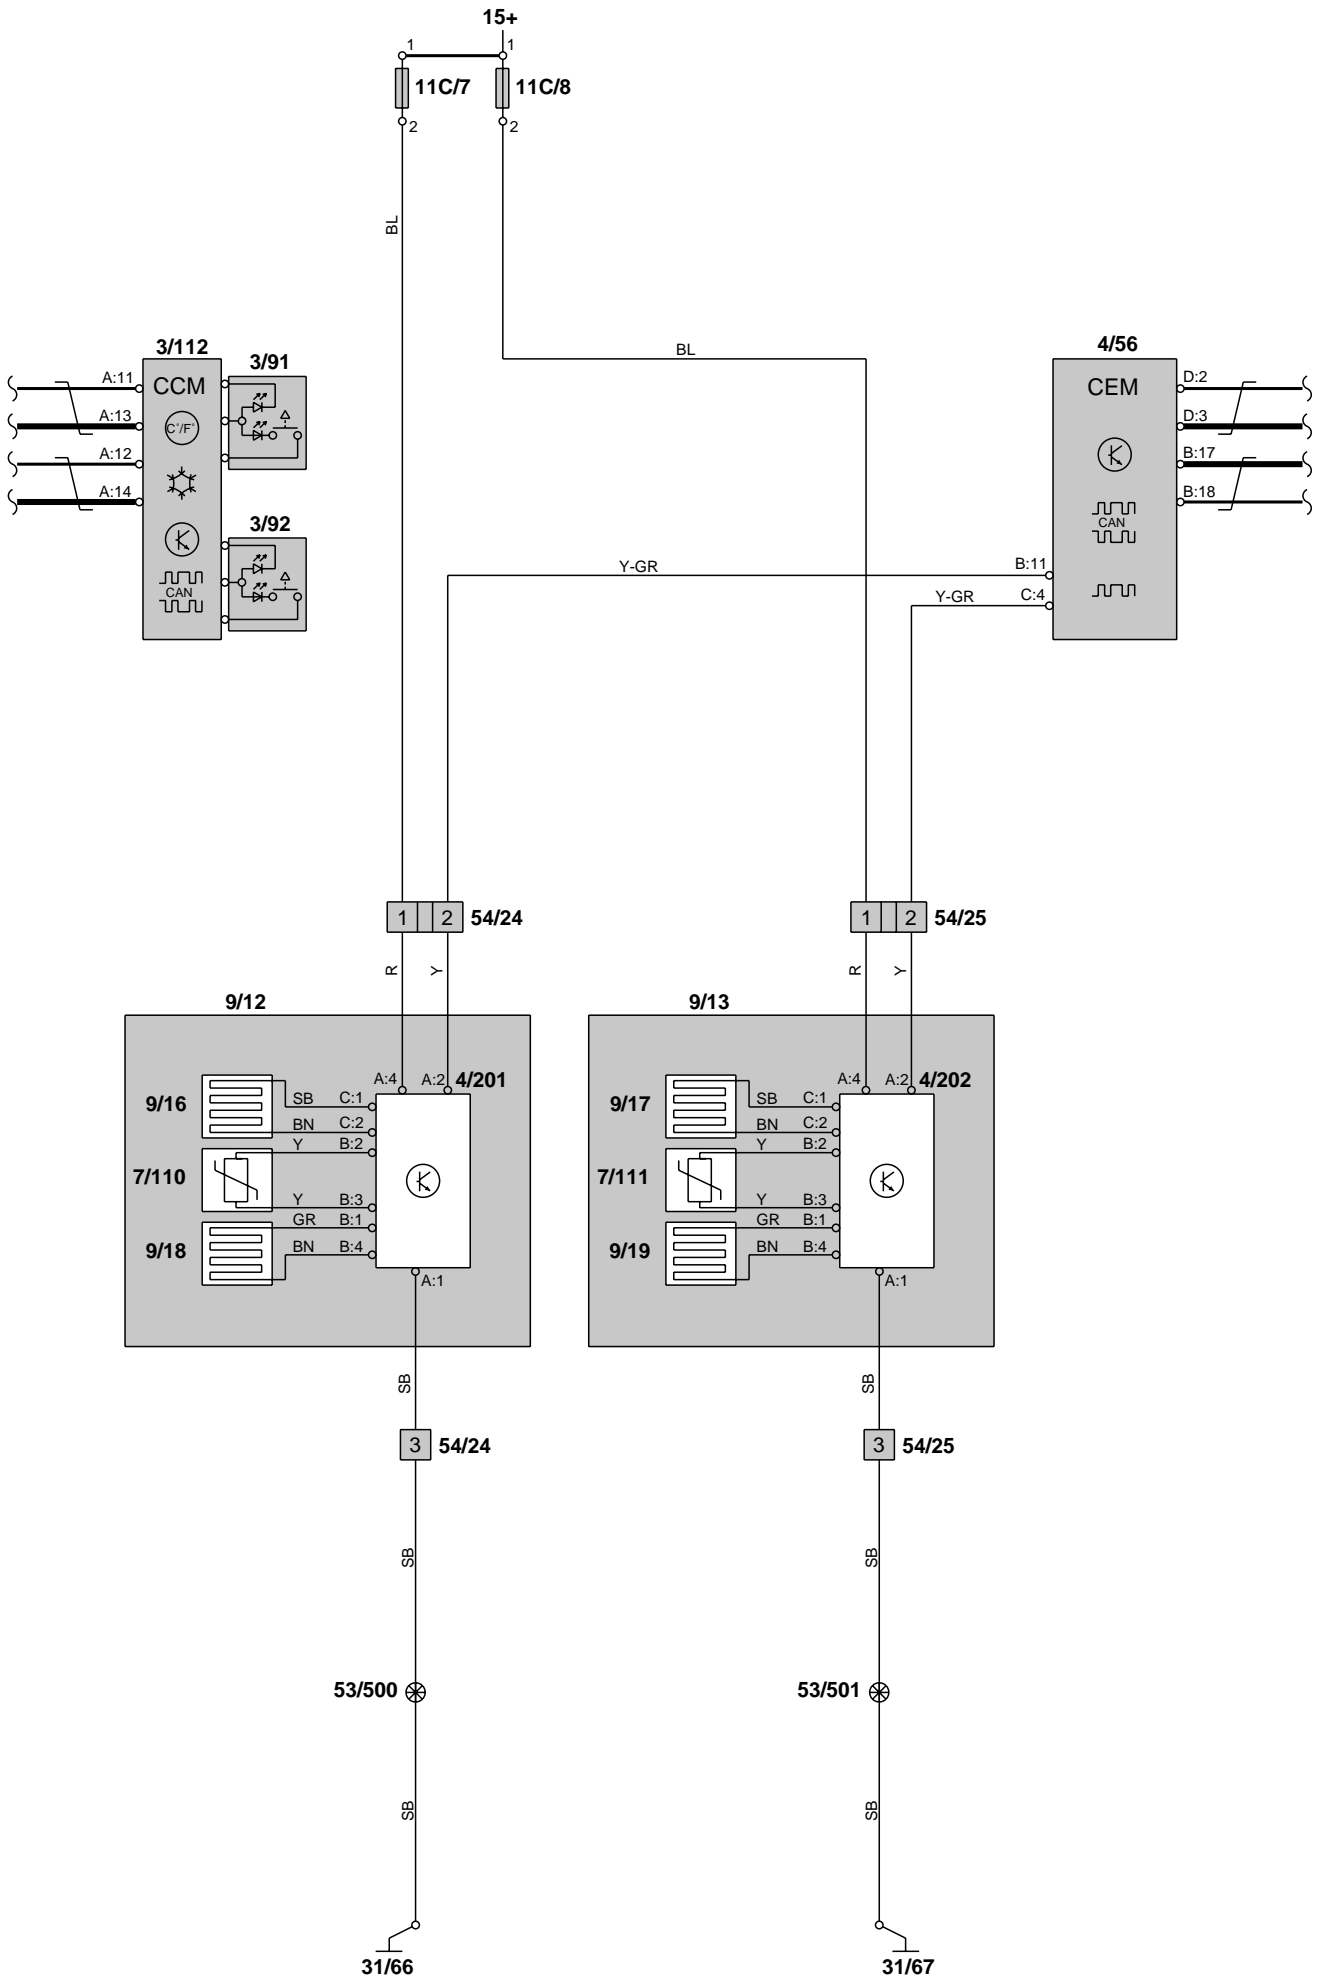 15+
1 1
11C/7 11C/8
2 2
BL
BL
3/112 3/91 4/56
A:11 CCM CEM D:2
A:13 C°/F° D:3
A:12 B:17
A:14 B:18
3/92
CAN CAN
Y-GR B:11
Y-GR C:4
1 2 54/24 1 2 54/25
R Y R Y
9/12 9/13
A:4 A:2 4/201 A:4 A:2 4/202
9/16 SB C:1 9/17 SB C:1
BN C:2 BN C:2
Y B:2 Y B:2
7/110 7/111
Y B:3 Y B:3
GR B:1 GR B:1
9/18 BN B:4 9/19 BN B:4
A:1 A:1
SB SB
3 54/24 3 54/25
SB SB
53/500 53/501
SB SB
31/66 31/67